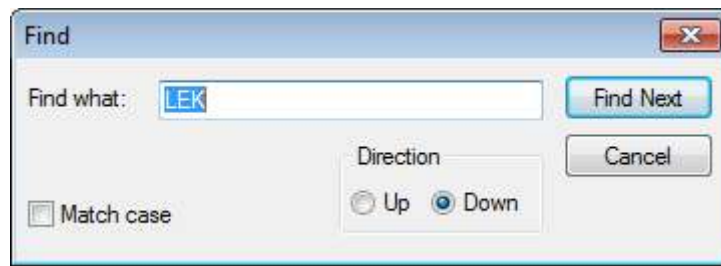 Find
Find what: LEK Find Next
Direction Cancel
Match case Up Down